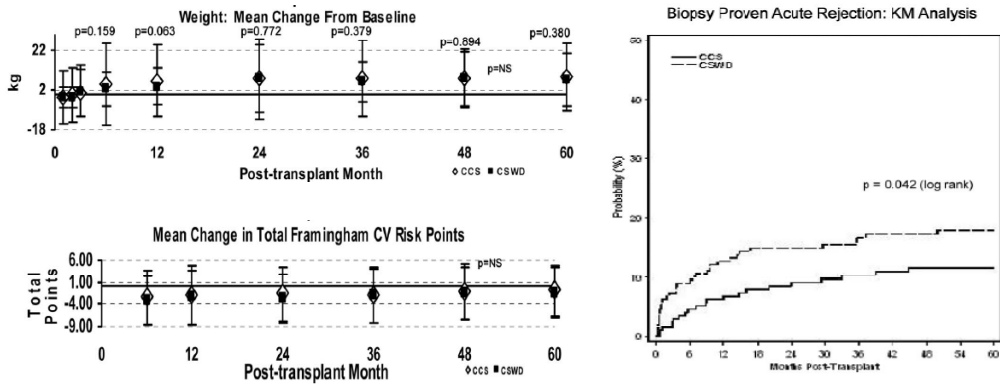 Weight: Mean Change From Baseline
p=0.159 p=0.063 p=0.772 p=0.379 p=0.894 p=0.380
p=NS
kg
22
2
-18
0 12 24 36 48 60
Post-transplant Month
CCS CSWD
Mean Change in Total Framingham CV Risk Points
p=NS
Total
Points
6.00
1.00
-4.00
-9.00
0 12 24 36 48 60
Post-transplant Month
CCS CSWD
Biopsy Proven Acute Rejection: KM Analysis
CCS
CSWD
p = 0.042 (log rank)
Probability (%)
50
40
30
20
10
0
0 6 12 18 24 30 36 42 48 54 60
Months Post-Transplant